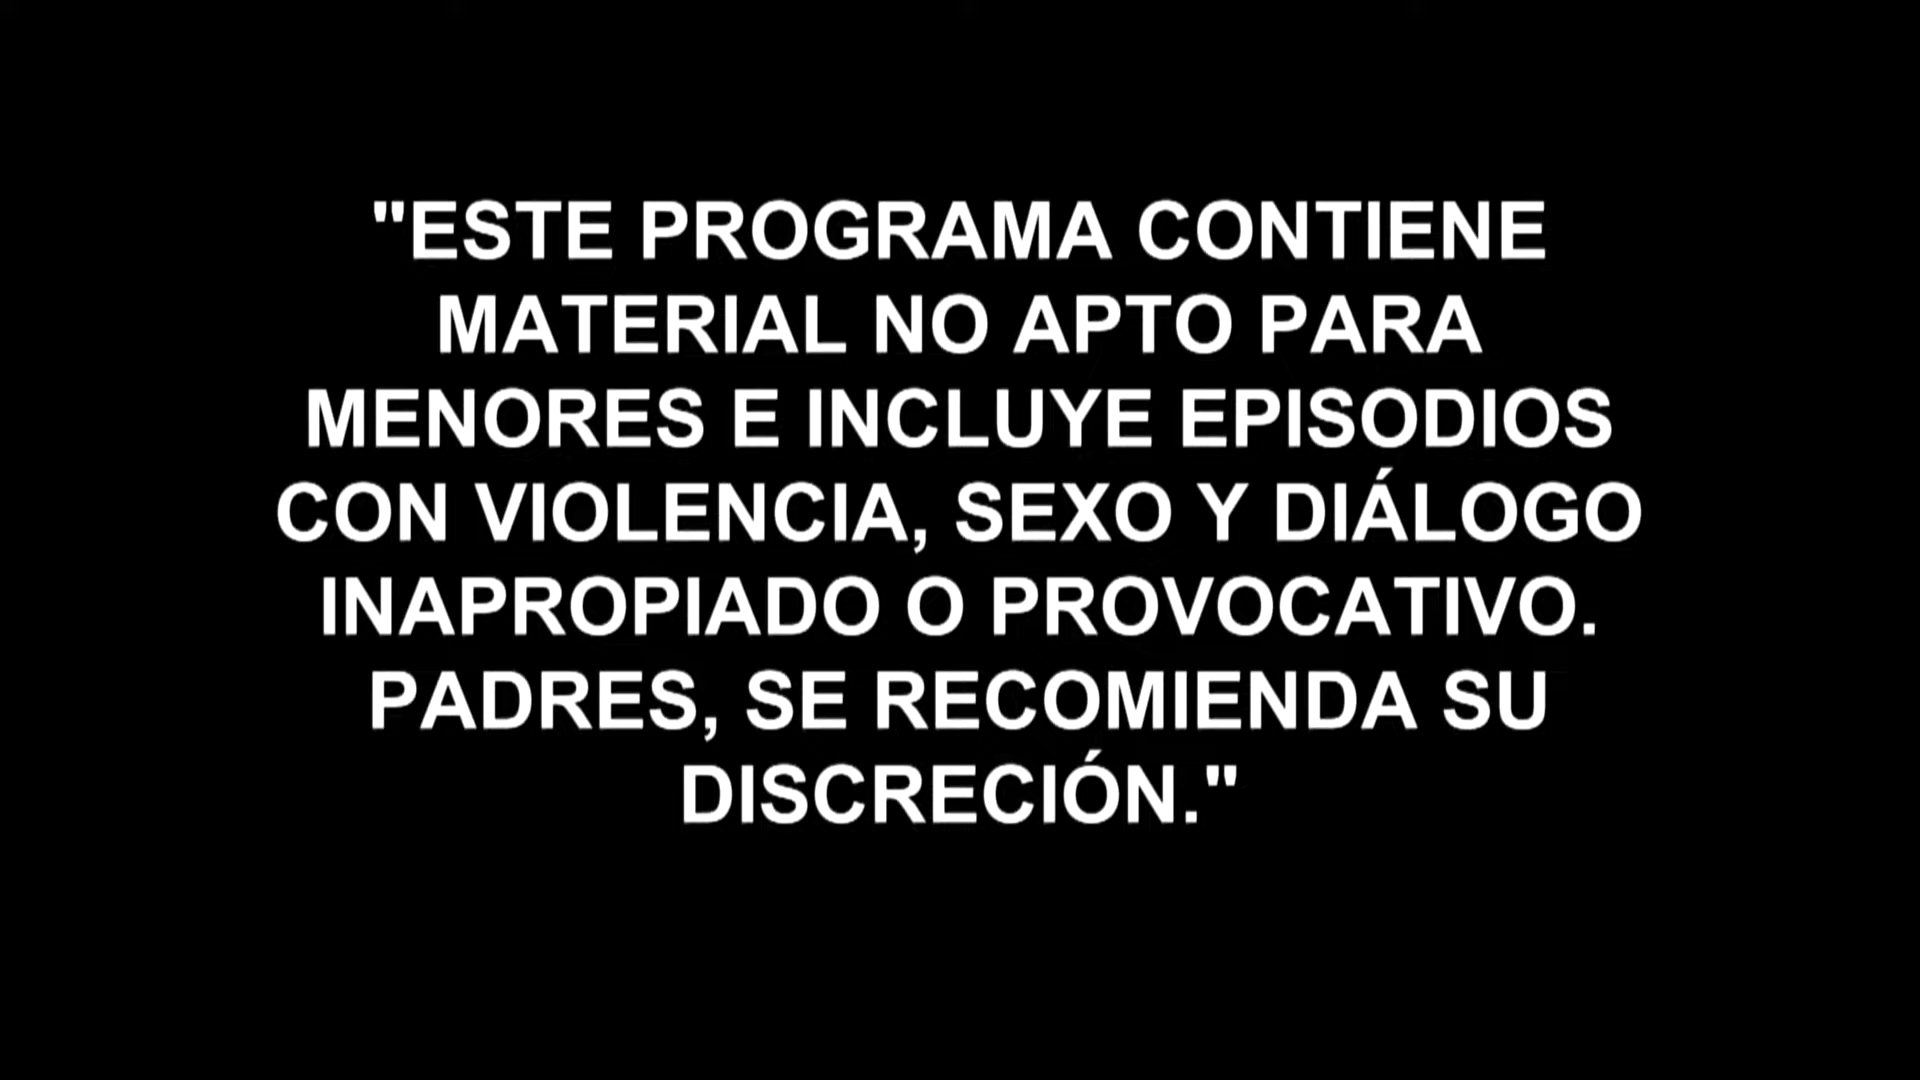 "ESTE PROGRAMA CONTIENE
MATERIAL NO APTO PARA
MENORES E INCLUYE EPISODIOS
CON VIOLENCIA, SEXO Y DIÁLOGO
INAPROPIADO O PROVOCATIVO.
PADRES, SE RECOMIENDA SU
DISCRECIÓN."